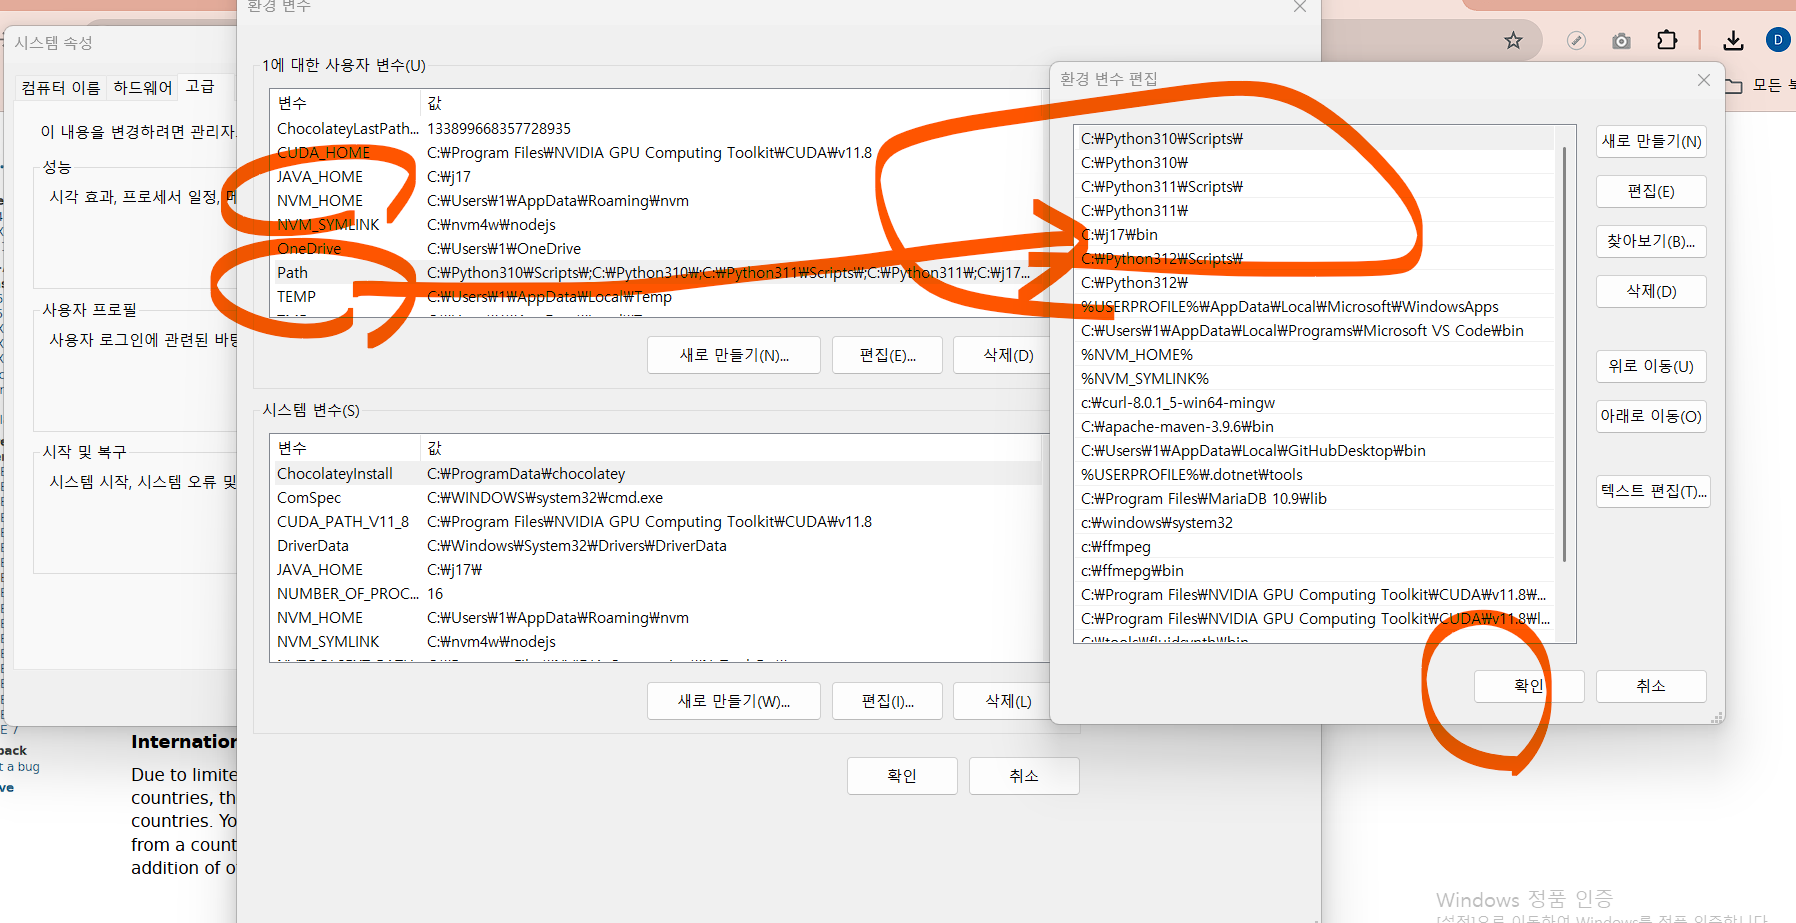 환경 변수
시스템 속성
컴퓨터 이름
하드웨어
고급
이 내용을 변경하려면 관리자
성능
시각 효과, 프로세서 일정, 메
사용자 프로필
사용자 로그인에 관련된 바탕
시작 및 복구
시스템 시작, 시스템 오류 및
1에 대한 사용자 변수(U)
변수 값
ChocolateyLastPath... 133899668357728935
CUDA_HOME C:₩Program Files₩NVIDIA GPU Computing Toolkit₩CUDA₩v11.8
JAVA_HOME C:₩j17
NVM_HOME C:₩Users₩1₩AppData₩Roaming₩nvm
NVM_SYMLINK C:₩nvm4w₩nodejs
OneDrive C:₩Users₩1₩OneDrive
Path C:₩Python310₩Scripts₩;C:₩Python310₩;C:₩Python311₩Scripts₩;C:₩Python311₩;C:₩j17...
TEMP C:₩Users₩1₩AppData₩Local₩Temp
새로 만들기(N)...
편집(E)...
삭제(D)
시스템 변수(S)
변수 값
ChocolateyInstall C:₩ProgramData₩chocolatey
ComSpec C:₩WINDOWS₩system32₩cmd.exe
CUDA_PATH_V11_8 C:₩Program Files₩NVIDIA GPU Computing Toolkit₩CUDA₩v11.8
DriverData C:₩Windows₩System32₩Drivers₩DriverData
JAVA_HOME C:₩j17₩
NUMBER_OF_PROC... 16
NVM_HOME C:₩Users₩1₩AppData₩Roaming₩nvm
NVM_SYMLINK C:₩nvm4w₩nodejs
새로 만들기(W)...
편집(I)...
삭제(L)
확인
취소
환경 변수 편집
C:₩Python310₩Scripts₩
C:₩Python310₩
C:₩Python311₩Scripts₩
C:₩Python311₩
C:₩j17₩bin
C:₩Python312₩Scripts₩
C:₩Python312₩
%USERPROFILE%₩AppData₩Local₩Microsoft₩WindowsApps
C:₩Users₩1₩AppData₩Local₩Programs₩Microsoft VS Code₩bin
%NVM_HOME%
%NVM_SYMLINK%
c:₩curl-8.0.1_5-win64-mingw
C:₩apache-maven-3.9.6₩bin
C:₩Users₩1₩AppData₩Local₩GitHubDesktop₩bin
%USERPROFILE%₩.dotnet₩tools
C:₩Program Files₩MariaDB 10.9₩lib
c:₩windows₩system32
c:₩ffmpeg
c:₩ffmepg₩bin
C:₩Program Files₩NVIDIA GPU Computing Toolkit₩CUDA₩v11.8₩...
C:₩Program Files₩NVIDIA GPU Computing Toolkit₩CUDA₩v11.8₩l...
C:₩tools₩fluidsynth₩bin
새로 만들기(N)
편집(E)
찾아보기(B)...
삭제(D)
위로 이동(U)
아래로 이동(O)
텍스트 편집(T)...
확인
취소
D
모든
back
t a bug
ve
Internation
Due to limite
countries, th
countries. Yo
from a count
addition of o
Windows 정품 인증
[설정]으로 이동하여 Windows를 정품 인증합니다